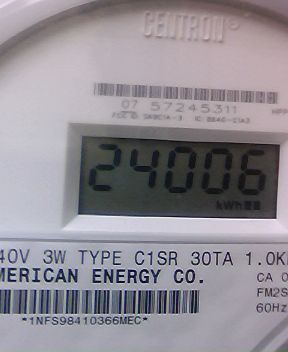 CENTRON®
07 57245311
24006
kWh
40V 3W TYPE C1SR 30TA 1.0K
MERICAN ENERGY CO.
CA 0
FM2S
60Hz
*1NFS98410366MEC*